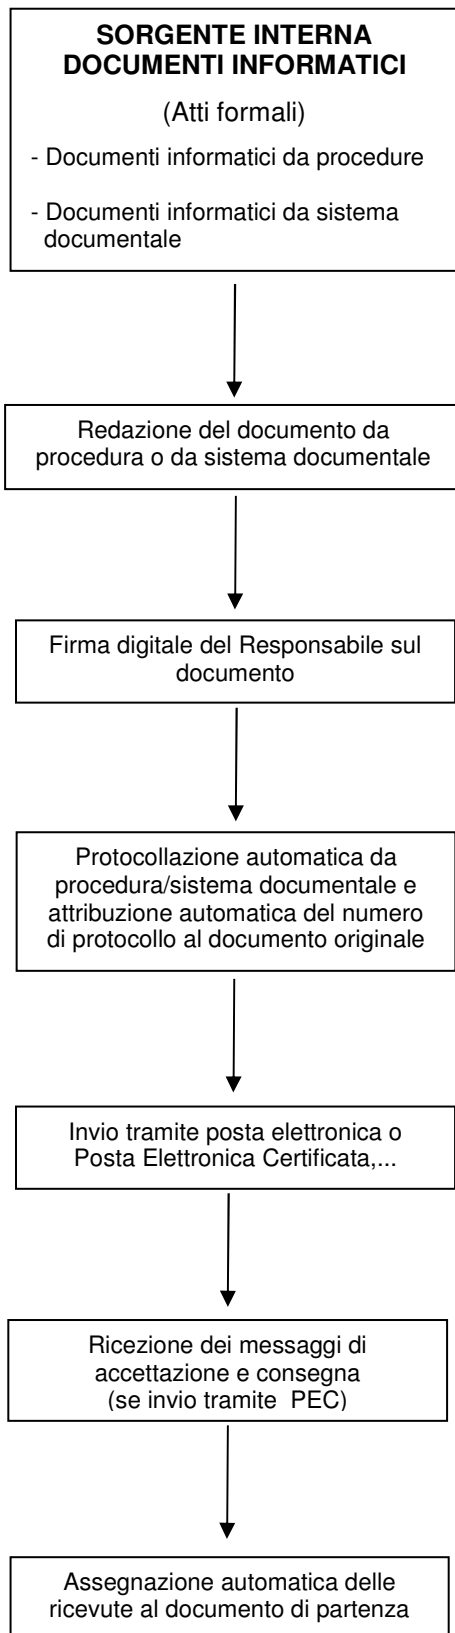 SORGENTE INTERNA
DOCUMENTI INFORMATICI
(Atti formali)
- Documenti informatici da procedure
- Documenti informatici da sistema
documentale
Redazione del documento da
procedura o da sistema documentale
Firma digitale del Responsabile sul
documento
Protocollazione automatica da
procedura/sistema documentale e
attribuzione automatica del numero
di protocollo al documento originale
Invio tramite posta elettronica o
Posta Elettronica Certificata,...
Ricezione dei messaggi di
accettazione e consegna
(se invio tramite PEC)
Assegnazione automatica delle
ricevute al documento di partenza